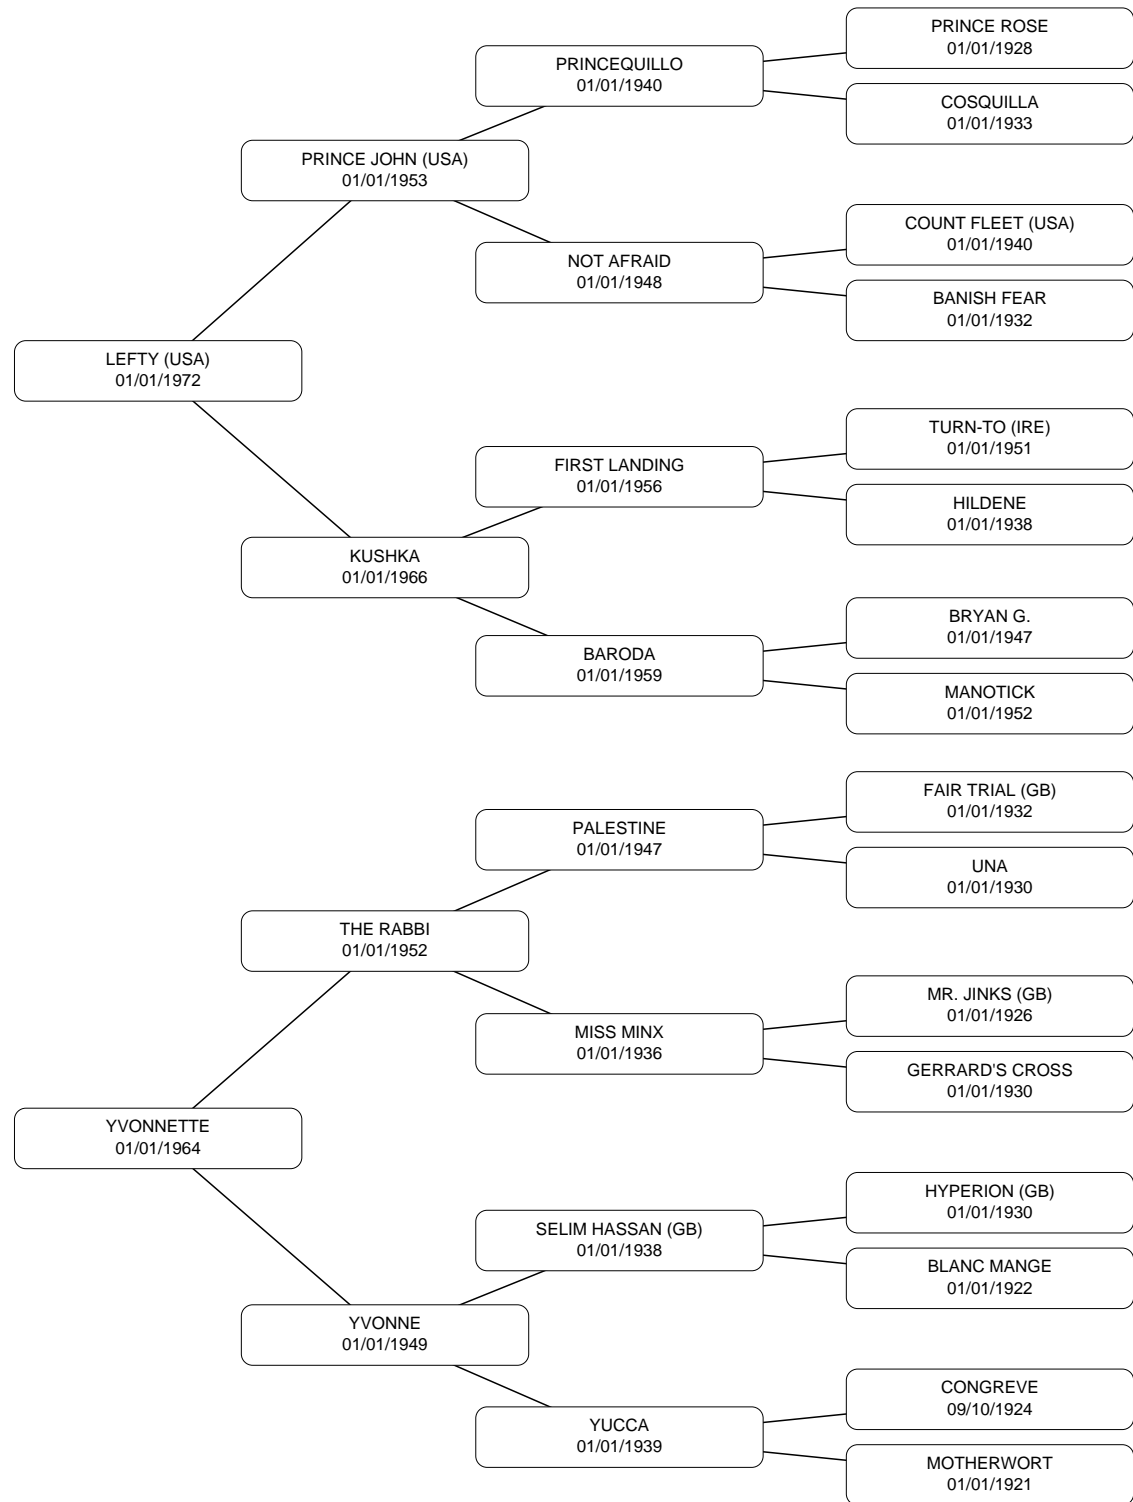 PRINCE ROSE
01/01/1928
PRINCEQUILLO
01/01/1940
COSQUILLA
01/01/1933
PRINCE JOHN (USA)
01/01/1953
COUNT FLEET (USA)
01/01/1940
NOT AFRAID
01/01/1948
BANISH FEAR
01/01/1932
LEFTY (USA)
01/01/1972
TURN-TO (IRE)
01/01/1951
FIRST LANDING
01/01/1956
HILDENE
01/01/1938
KUSHKA
01/01/1966
BRYAN G.
01/01/1947
BARODA
01/01/1959
MANOTICK
01/01/1952
FAIR TRIAL (GB)
01/01/1932
PALESTINE
01/01/1947
UNA
01/01/1930
THE RABBI
01/01/1952
MR. JINKS (GB)
01/01/1926
MISS MINX
01/01/1936
GERRARD'S CROSS
01/01/1930
YVONNETTE
01/01/1964
HYPERION (GB)
01/01/1930
SELIM HASSAN (GB)
01/01/1938
BLANC MANGE
01/01/1922
YVONNE
01/01/1949
CONGREVE
09/10/1924
YUCCA
01/01/1939
MOTHERWORT
01/01/1921